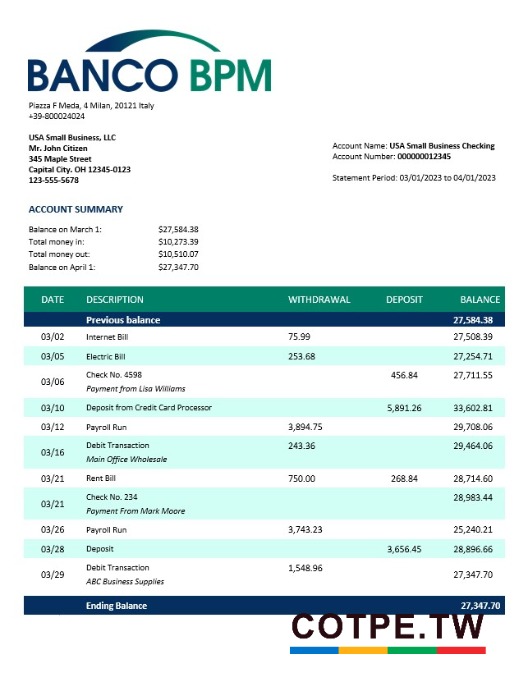 BANCO BPM
Piazza F Meda, 4 Milan, 20121 Italy
+39-800024024
USA Small Business, LLC
Mr. John Citizen
345 Maple Street
Capital City. OH 12345-0123
123-555-5678
Account Name: USA Small Business Checking
Account Number: 000000012345
Statement Period: 03/01/2023 to 04/01/2023
ACCOUNT SUMMARY
Balance on March 1: $27,584.38
Total money in: $10,273.39
Total money out: $10,510.07
Balance on April 1: $27,347.70
DATE DESCRIPTION WITHDRAWAL DEPOSIT BALANCE
Previous balance 27,584.38
03/02 Internet Bill 75.99 27,508.39
03/05 Electric Bill 253.68 27,254.71
03/06 Check No. 4598 456.84 27,711.55
Payment from Lisa Williams
03/10 Deposit from Credit Card Processor 5,891.26 33,602.81
03/12 Payroll Run 3,894.75 29,708.06
03/16 Debit Transaction 243.36 29,464.06
Main Office Wholesale
03/21 Rent Bill 750.00 268.84 28,714.60
03/21 Check No. 234 28,983.44
Payment From Mark Moore
03/26 Payroll Run 3,743.23 25,240.21
03/28 Deposit 3,656.45 28,896.66
03/29 Debit Transaction 1,548.96 27,347.70
ABC Business Supplies
Ending Balance 27,347.70
COTPE.TW